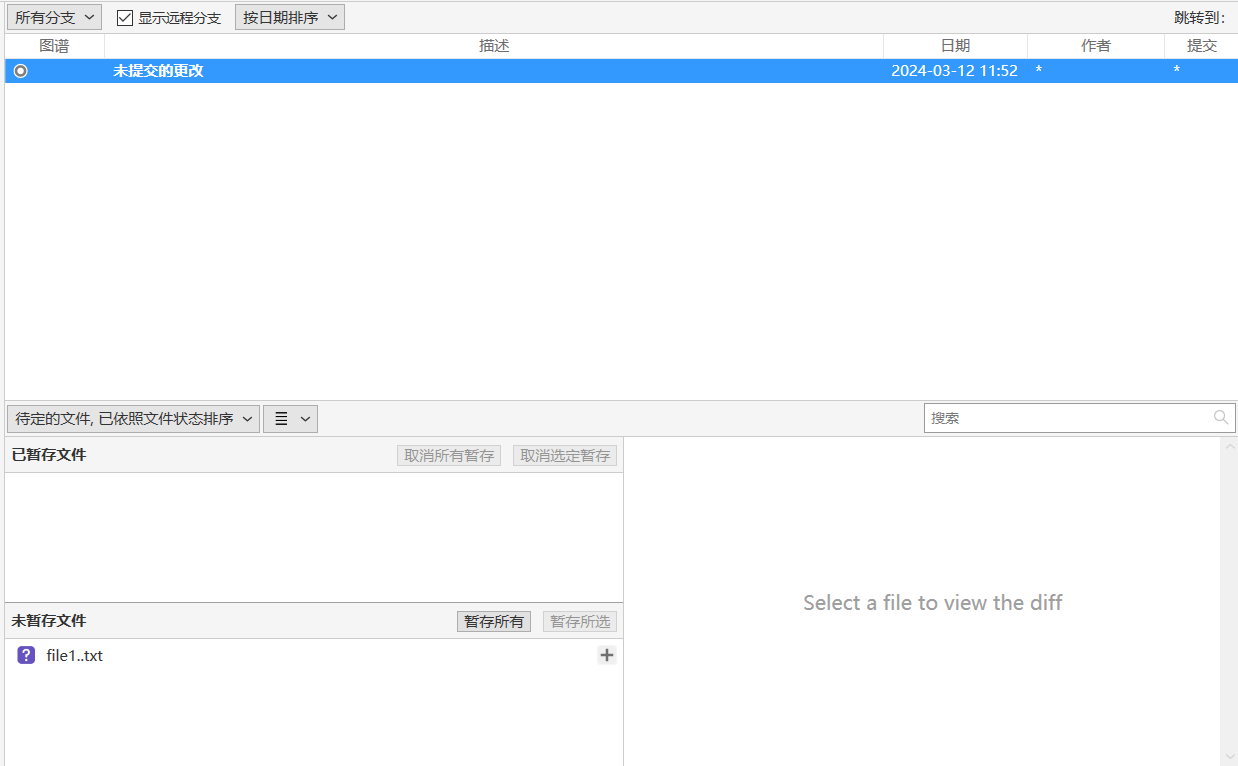 所有分支 显示远程分支 按日期排序 跳转到:
图谱 描述 日期 作者 提交
未提交的更改 2024-03-12 11:52 * *
待定的文件, 已依照文件状态排序 搜索
已暂存文件 取消所有暂存 取消选定暂存
Select a file to view the diff
未暂存文件 暂存所有 暂存所选
? file1..txt +